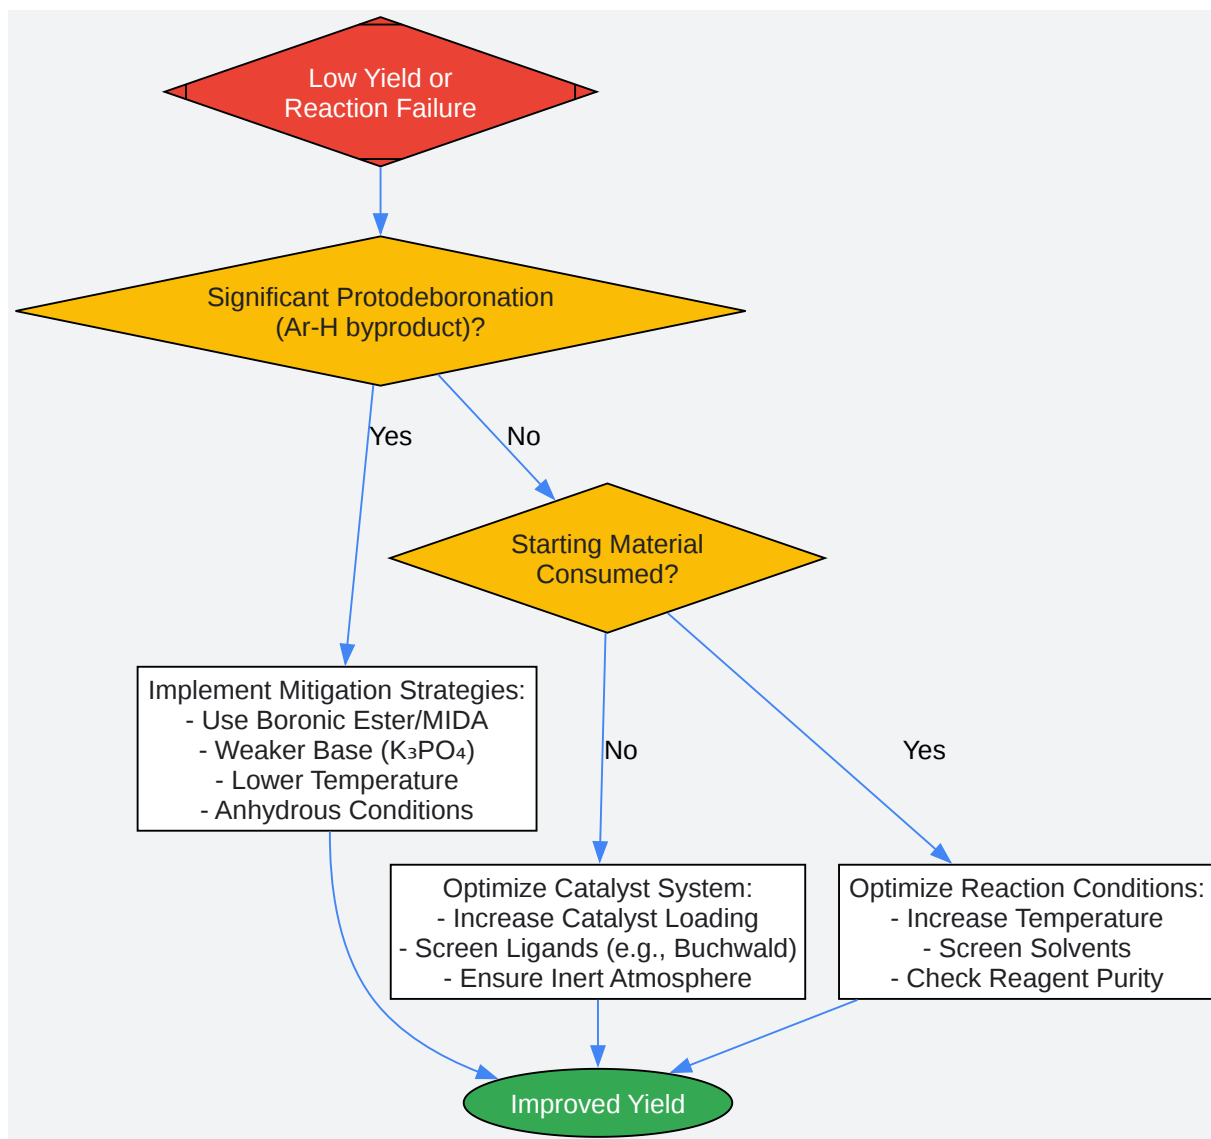 Low Yield or
Reaction Failure
Significant Protodeboronation
(Ar-H byproduct)?
Yes
No
Starting Material
Consumed?
Implement Mitigation Strategies:
- Use Boronic Ester/MIDA
- Weaker Base (K₃PO₄)
- Lower Temperature
- Anhydrous Conditions
No
Yes
Optimize Catalyst System:
- Increase Catalyst Loading
- Screen Ligands (e.g., Buchwald)
- Ensure Inert Atmosphere
Optimize Reaction Conditions:
- Increase Temperature
- Screen Solvents
- Check Reagent Purity
Improved Yield